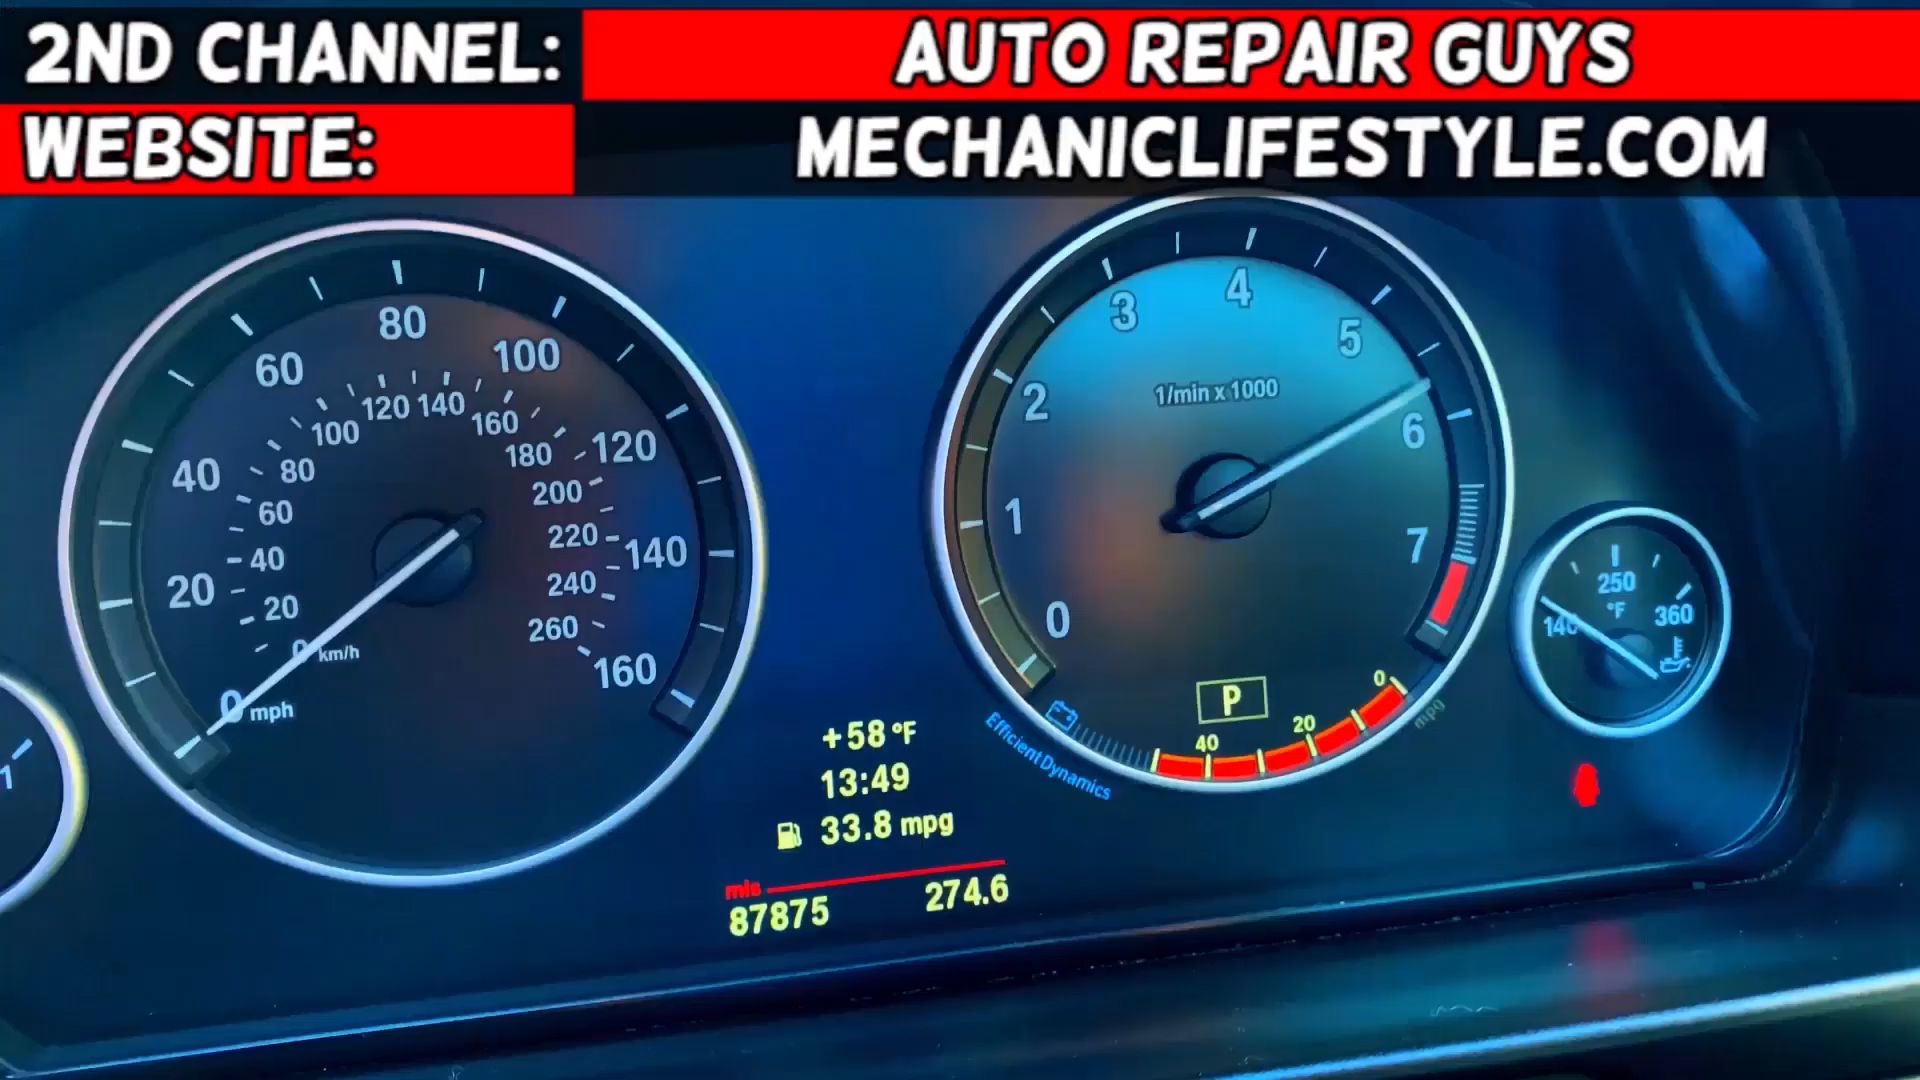 2ND CHANNEL: AUTO REPAIR GUYS
WEBSITE: MECHANICLIFESTYLE.COM
0 20 40 60 80 100 120 140 160
mph
0 20 40 60 80 100 120 140 160 180 200 220 240 260
km/h
0 1 2 3 4 5 6 7
1/min x 1000
P
40 20 0
mpg
EfficientDynamics
140 250 360
°F
1
+58 °F
13:49
33.8 mpg
mls
87875 274.6